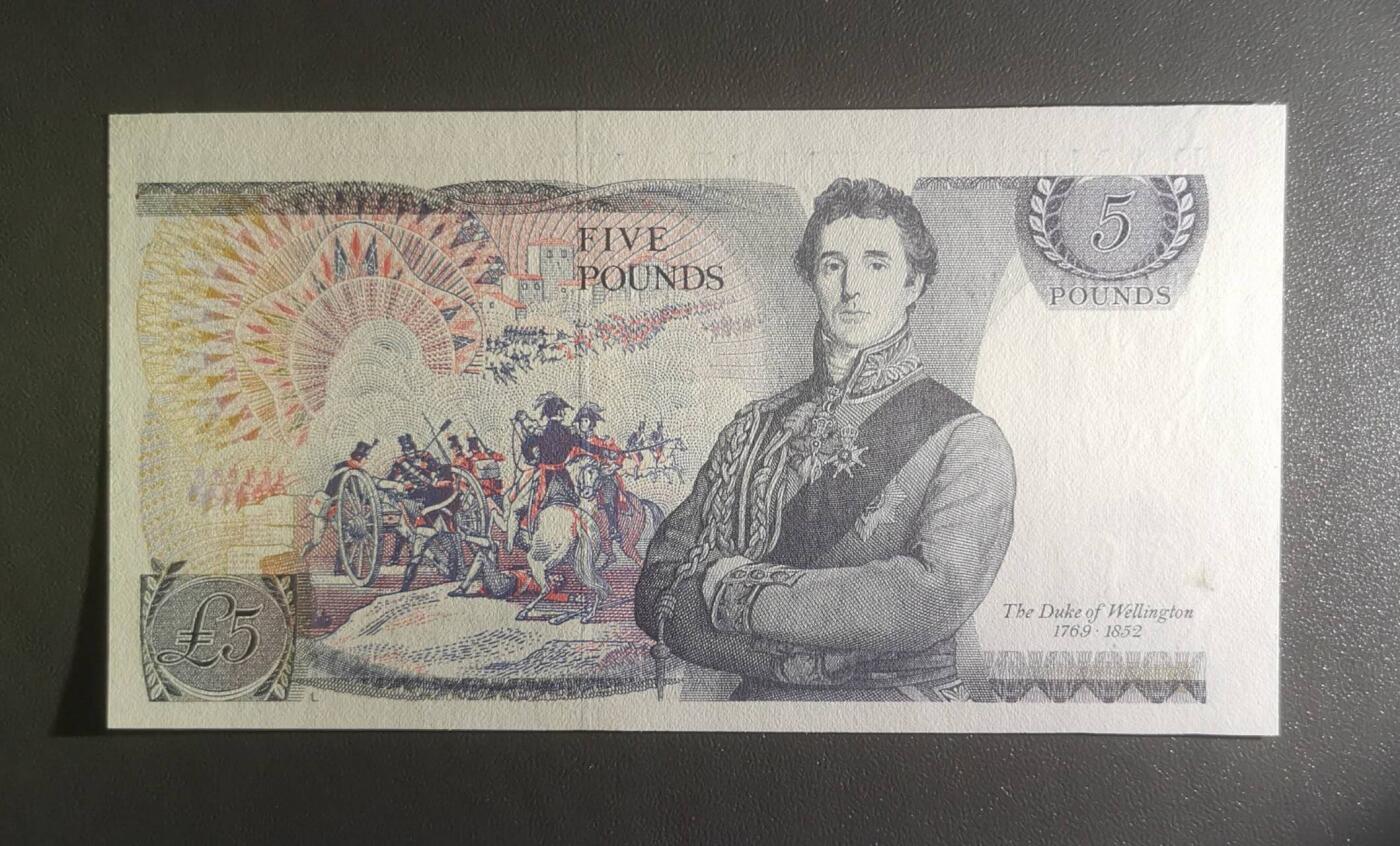 FIVE
POUNDS
5
POUNDS
£5
The Duke of Wellington
1769 · 1852
L